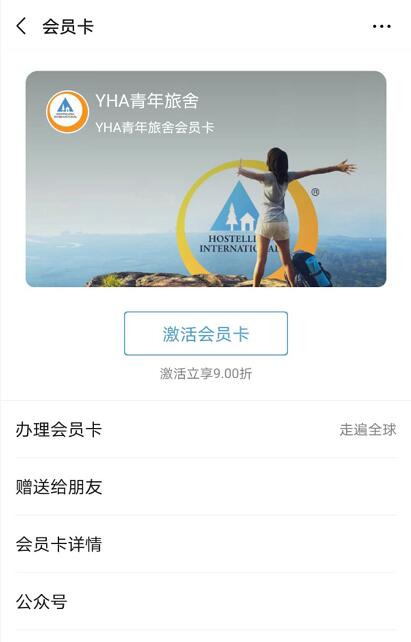 会员卡
YHA青年旅舍
YHA青年旅舍会员卡
HOSTELLING
INTERNATIONAL
®
HOSTELLI
INTERNATIONAL
激活会员卡
激活立享9.00折
办理会员卡
走遍全球
赠送给朋友
会员卡详情
公众号